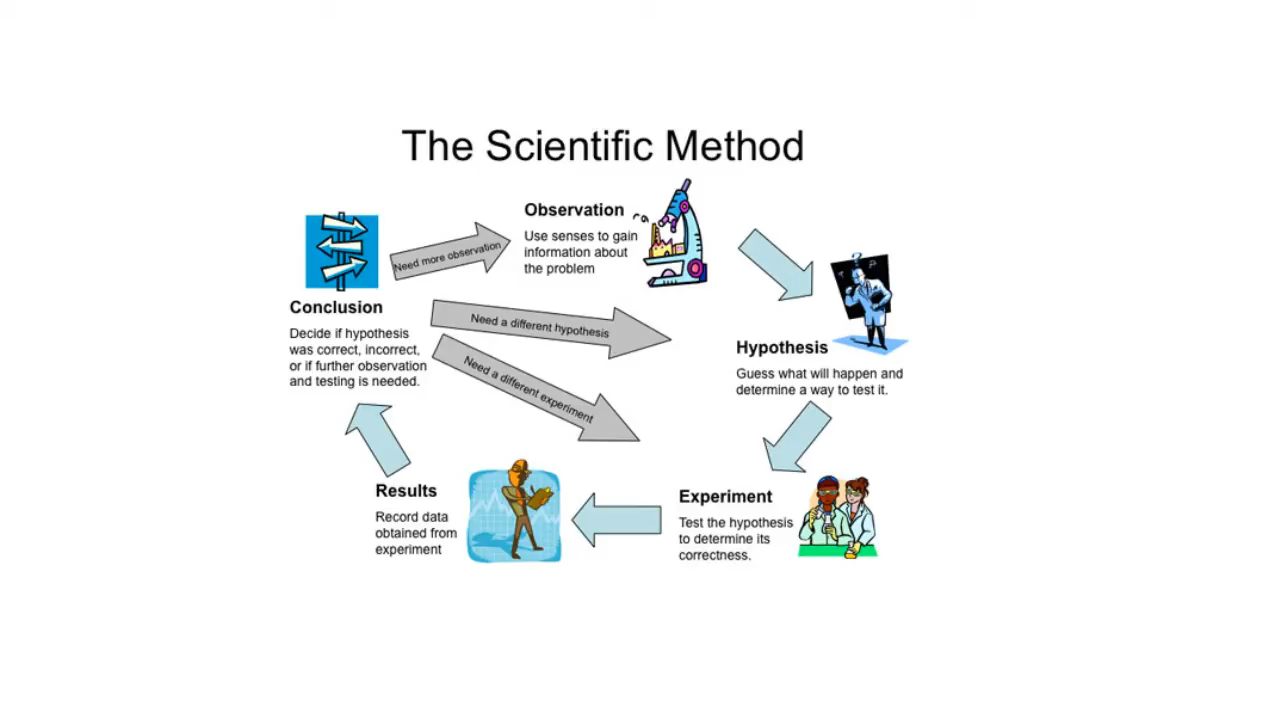 The Scientific Method
Observation
Use senses to gain
information about
the problem
Need more observation
Conclusion
Decide if hypothesis
was correct, incorrect,
or if further observation
and testing is needed.
Need a different hypothesis
Need a different experiment
Hypothesis
Guess what will happen and
determine a way to test it.
Experiment
Test the hypothesis
to determine its
correctness.
Results
Record data
obtained from
experiment